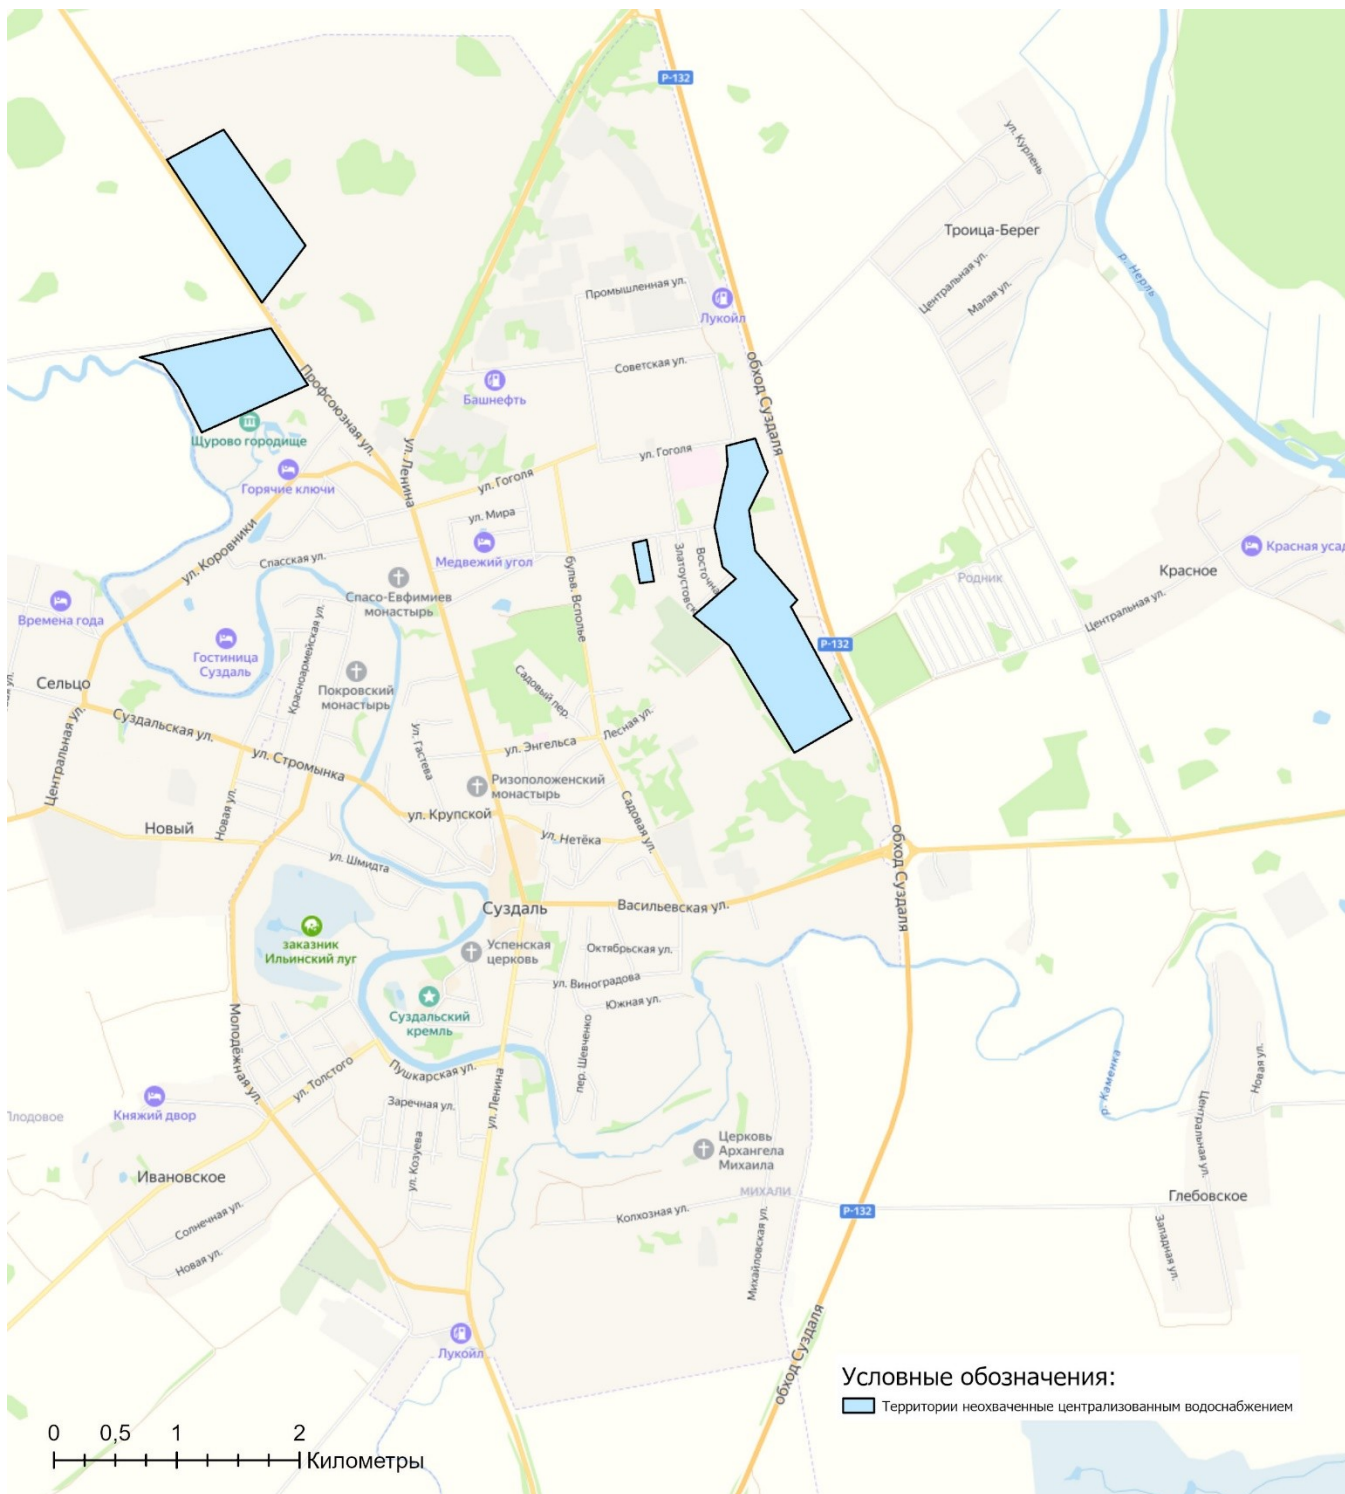 Р-132
ул. Курлень
Троица-Берег
Центральная ул.
Малая ул.
р. Нерль
Промышленная ул.
Лукойл
обход Суздаля
Советская ул.
Башнефть
Профсоюзная ул.
Щурово городище
ул. Ленина
ул. Гоголя
ул. Гоголя
Горячие ключи
ул. Мира
Медвежий угол
ул. Коровники
Спасская ул.
Златоустовск
Восточна
бульв. Всполье
Красная усад
Красное
Родник
Центральная ул.
Спасо-Евфимиев
монастырь
Времена года
Гостиница
Суздаль
Красноармейская ул.
Р-132
Покровский
монастырь
Садовый пер.
Сельцо
Суздальская ул.
Центральная ул.
ул. Гастева
Лесная ул.
ул. Энгельса
ул. Стромынка
Ризоположенский
монастырь
Новая ул.
ул. Крупской
Садовая ул.
Новый
ул. Нетёка
обход Суздаля
ул. Шмидта
Суздаль
Васильевская ул.
заказник
Ильинский луг
Успенская
церковь
Октябрьская ул.
ул. Виноградова
Южная ул.
Суздальский
кремль
Молодёжная ул.
пер. Шевченко
Пушкарская ул.
ул. Толстого
р. Каменка
Новая ул.
Центральная ул.
Плодовое
Княжий двор
Заречная ул.
ул. Ленина
ул. Козуева
Церковь
Архангела
Михаила
Ивановское
МИХАЛИ
Глебовское
Р-132
Солнечная ул.
Колхозная ул.
Новая ул.
Михайловская ул.
Западная ул.
Лукойл
обход Суздаля
Условные обозначения:
Территории неохваченные централизованным водоснабжением
0 0,5 1 2
Километры